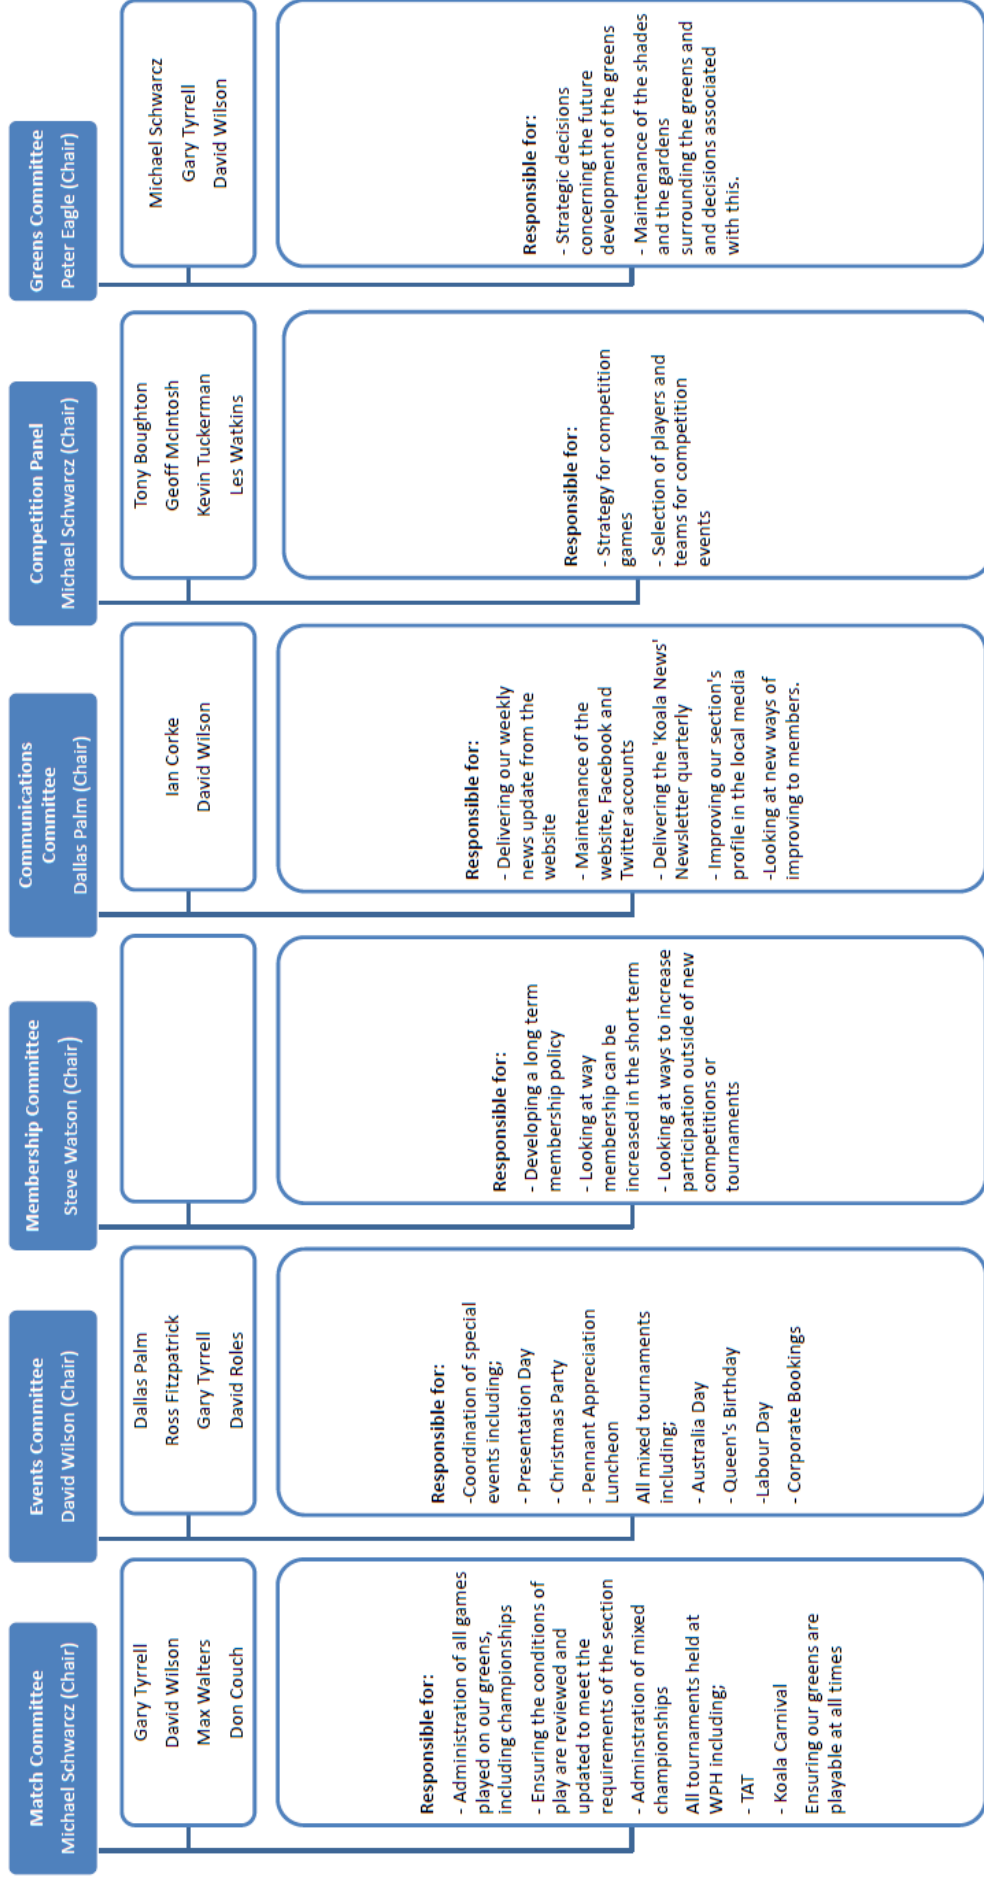 Match Committee
Michael Schwarcz (Chair)
Gary Tyrrell
David Wilson
Max Walters
Don Couch
Responsible for:
- Administration of all games
played on our greens,
including championships
- Ensuring the conditions of
play are reviewed and
updated to meet the
requirements of the section
- Adminstration of mixed
championships
All tournaments held at
WPH including;
- TAT
- Koala Carnival
Ensuring our greens are
playable at all times
Events Committee
David Wilson (Chair)
Dallas Palm
Ross Fitzpatrick
Gary Tyrrell
David Roles
Responsible for:
-Coordination of special
events including;
- Presentation Day
- Christmas Party
- Pennant Appreciation
Luncheon
All mixed tournaments
including;
- Australia Day
- Queen's Birthday
-Labour Day
- Corporate Bookings
Membership Committee
Steve Watson (Chair)
Responsible for:
- Developing a long term
membership policy
- Looking at way
membership can be
increased in the short term
- Looking at ways to increase
participation outside of new
competitions or
tournaments
Communications
Committee
Dallas Palm (Chair)
Ian Corke
David Wilson
Responsible for:
- Delivering our weekly
news update from the
website
- Maintenance of the
website, Facebook and
Twitter accounts
- Delivering the 'Koala News'
Newsletter quarterly
- Improving our section's
profile in the local media
-Looking at new ways of
improving to members.
Competition Panel
Michael Schwarcz (Chair)
Tony Boughton
Geoff McIntosh
Kevin Tuckerman
Les Watkins
Responsible for:
- Strategy for competition
games
- Selection of players and
teams for competition
events
Greens Committee
Peter Eagle (Chair)
Michael Schwarz
Gary Tyrrell
David Wilson
Responsible for:
- Strategic decisions
concerning the future
development of the greens
- Maintenance of the shades
and the gardens
surrounding the greens and
and decisions associated
with this.